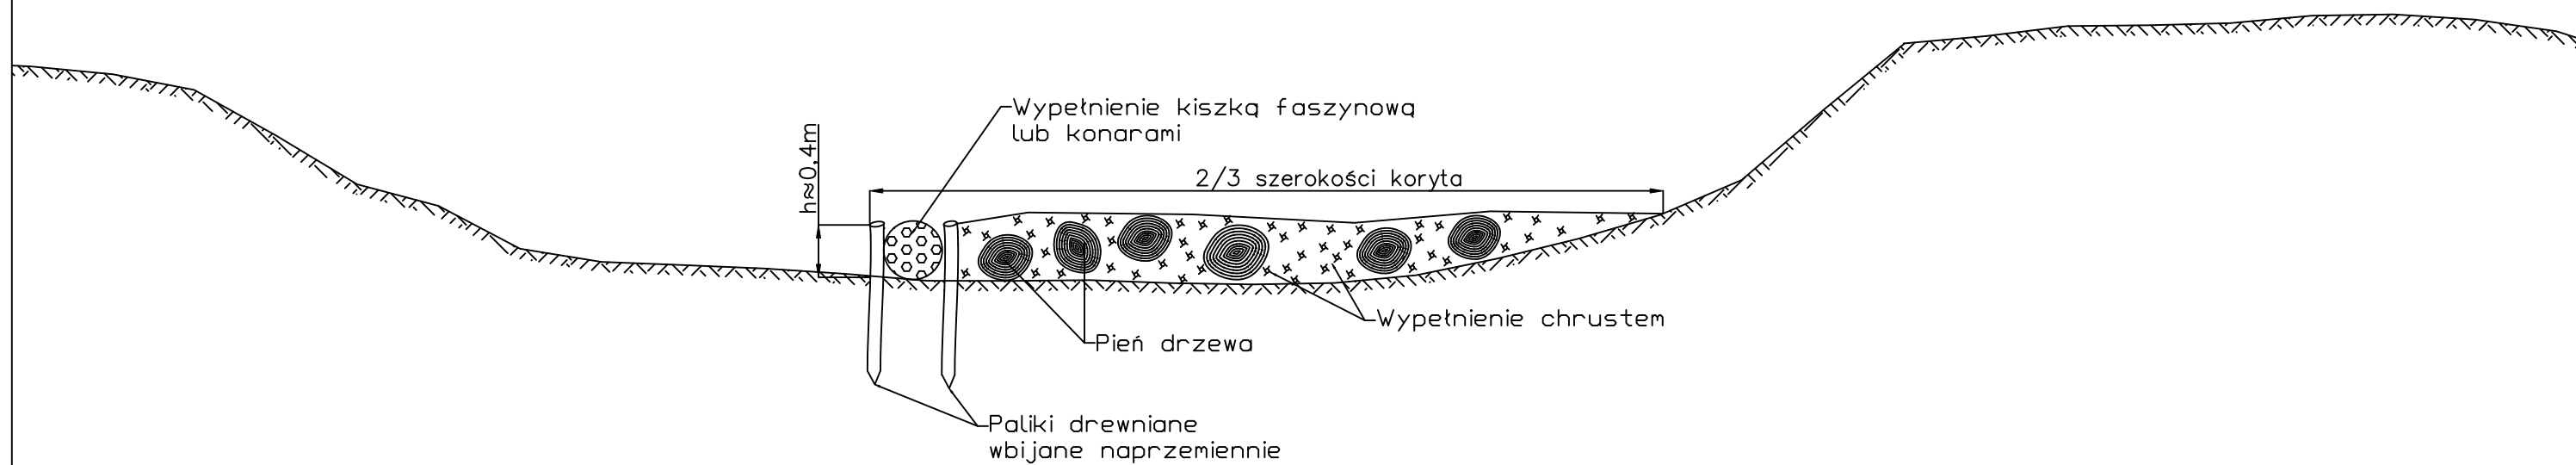 Wypełnienie kiszką faszynową
lub konarami
h≈0,4m
2/3 szerokości koryta
Wypełnienie chrustem
Pień drzewa
Paliki drewniane
wbijane naprzemiennie